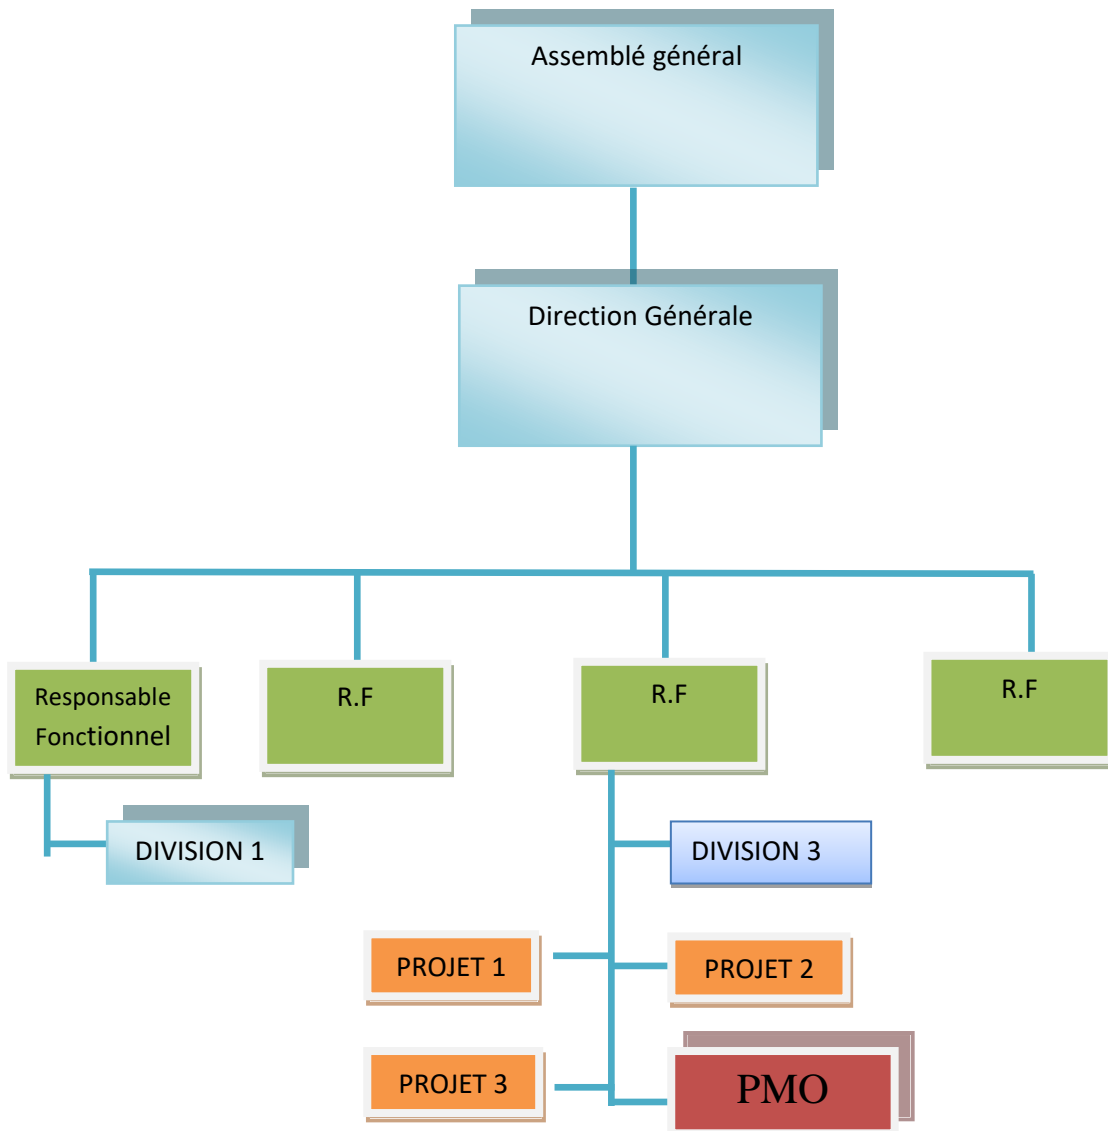 Assemblé général
Direction Générale
Responsable
Fonctionnel
R.F
R.F
R.F
DIVISION 1
DIVISION 3
PROJET 1
PROJET 2
PROJET 3
PMO